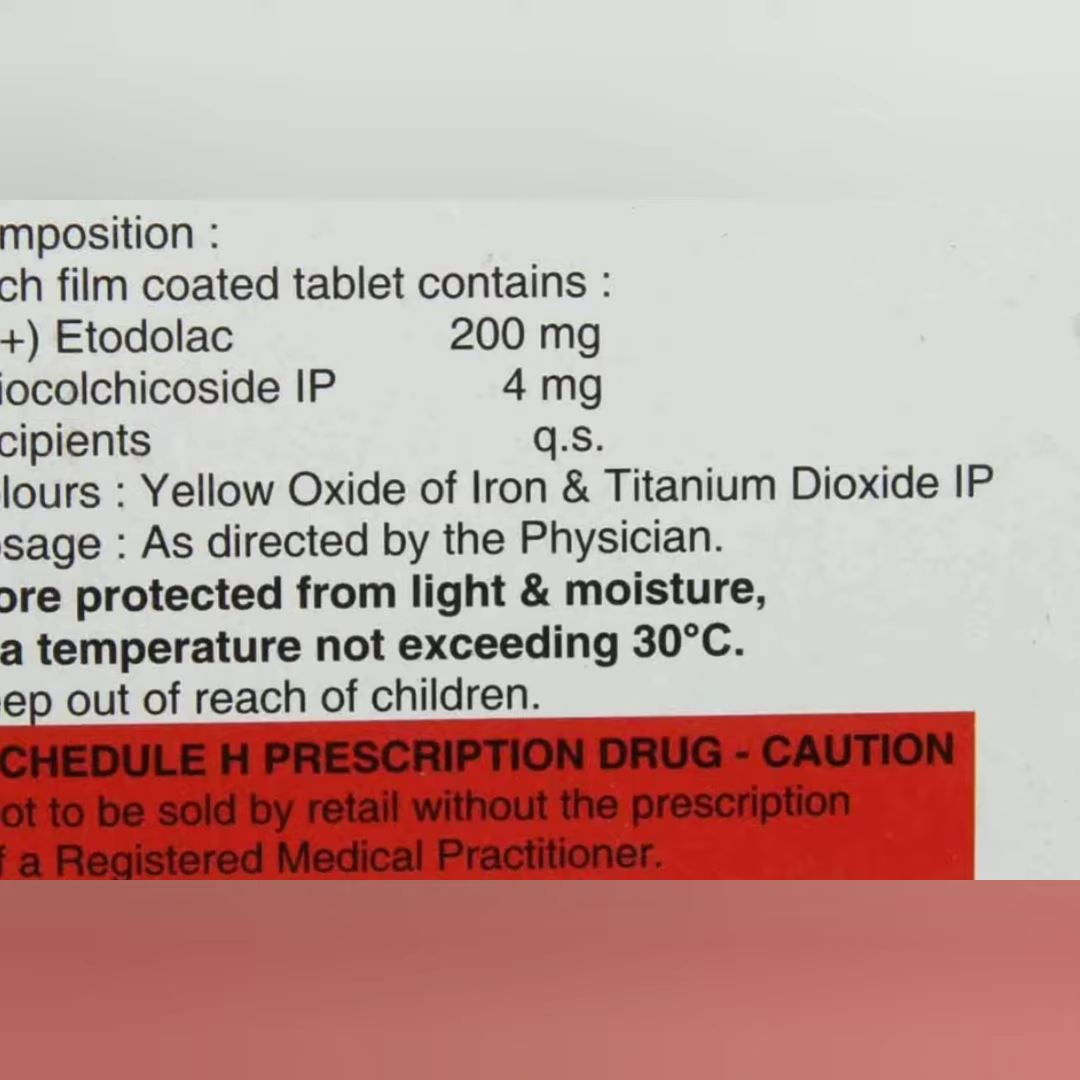 mposition :
ch film coated tablet contains :
+) Etodolac 200 mg
iocolchicoside IP 4 mg
cipients q.s.
lours : Yellow Oxide of Iron & Titanium Dioxide IP
sage : As directed by the Physician.
ore protected from light & moisture,
a temperature not exceeding 30°C.
eep out of reach of children.
CHEDULE H PRESCRIPTION DRUG - CAUTION
ot to be sold by retail without the prescription
f a Registered Medical Practitioner.